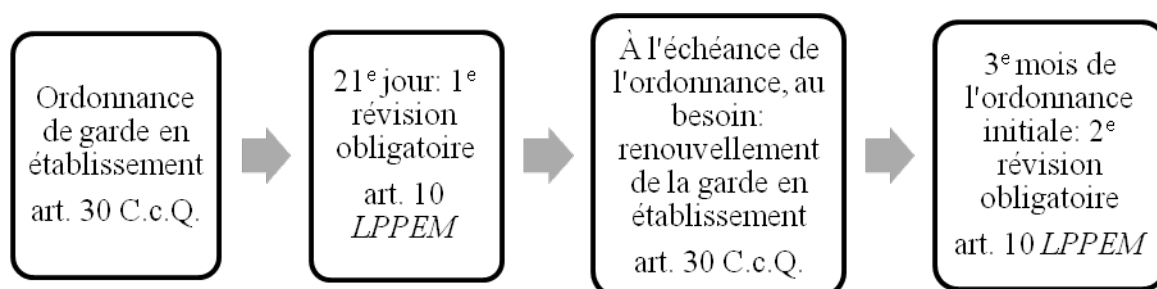 Ordonnance
de garde en
établissement
art. 30 C.c.Q.
21e jour: 1e
révision
obligatoire
art. 10
LPPEM
À l'échéance de
l'ordonnance, au
besoin:
renouvellement
de la garde en
établissement
art. 30 C.c.Q.
3e mois de
l'ordonnance
initiale: 2e
révision
obligatoire
art. 10 LPPEM